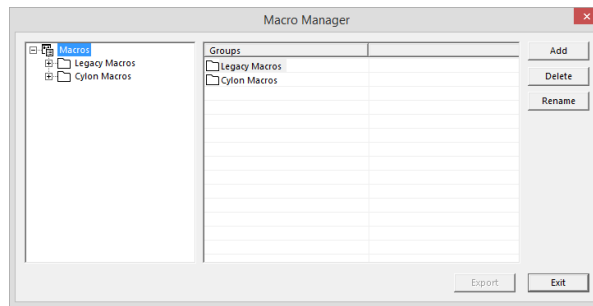 Macro Manager
Macros
Legacy Macros
Cylon Macros
Groups
Legacy Macros
Cylon Macros
Add
Delete
Rename
Export
Exit